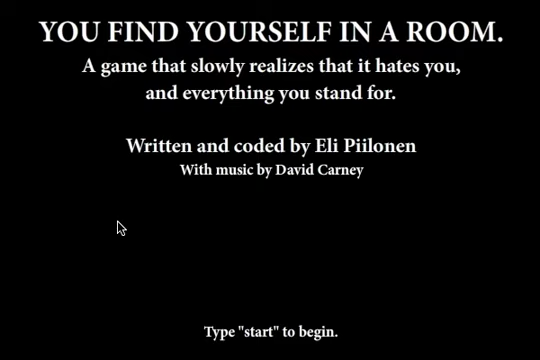 YOU FIND YOURSELF IN A ROOM.
A game that slowly realizes that it hates you,
and everything you stand for.
Written and coded by Eli Piilonen
With music by David Carney
Type "start" to begin.